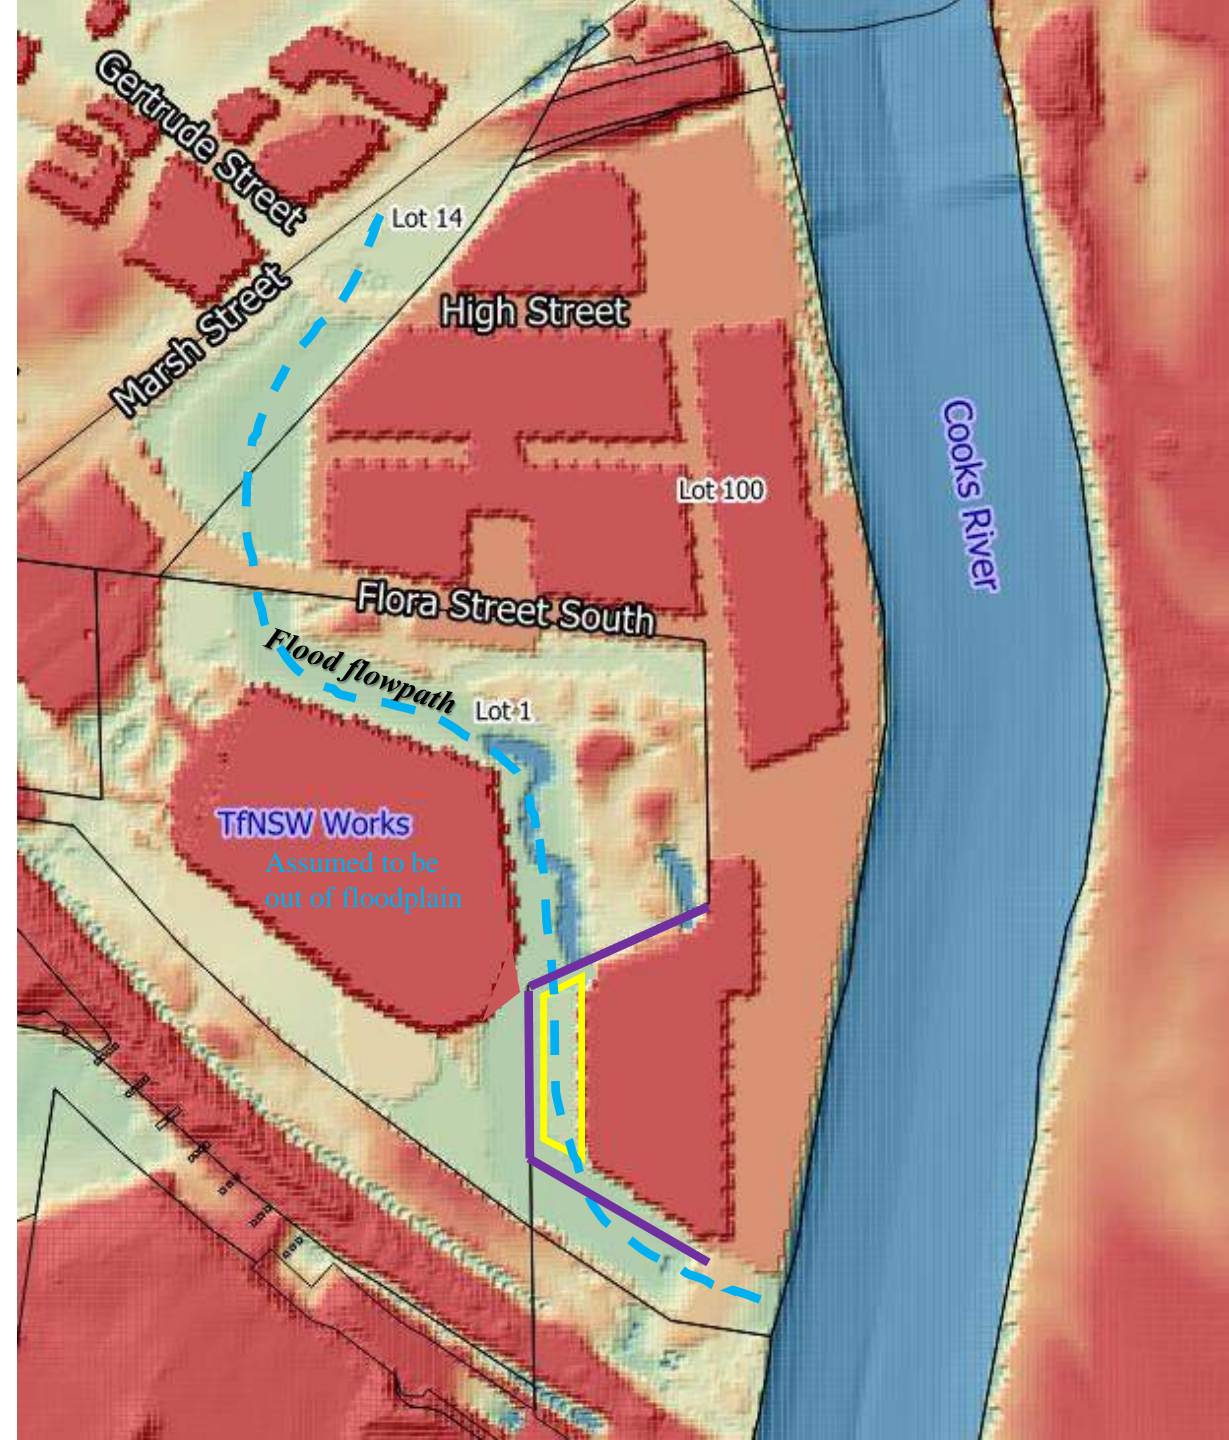 Gertrude Street
Lot 14
Marsh Street
High Street
Cooks River
Lot 100
Flora Street South
Flood flowpath
Lot 1
TfNSW Works
Assumed to be
out of floodplain